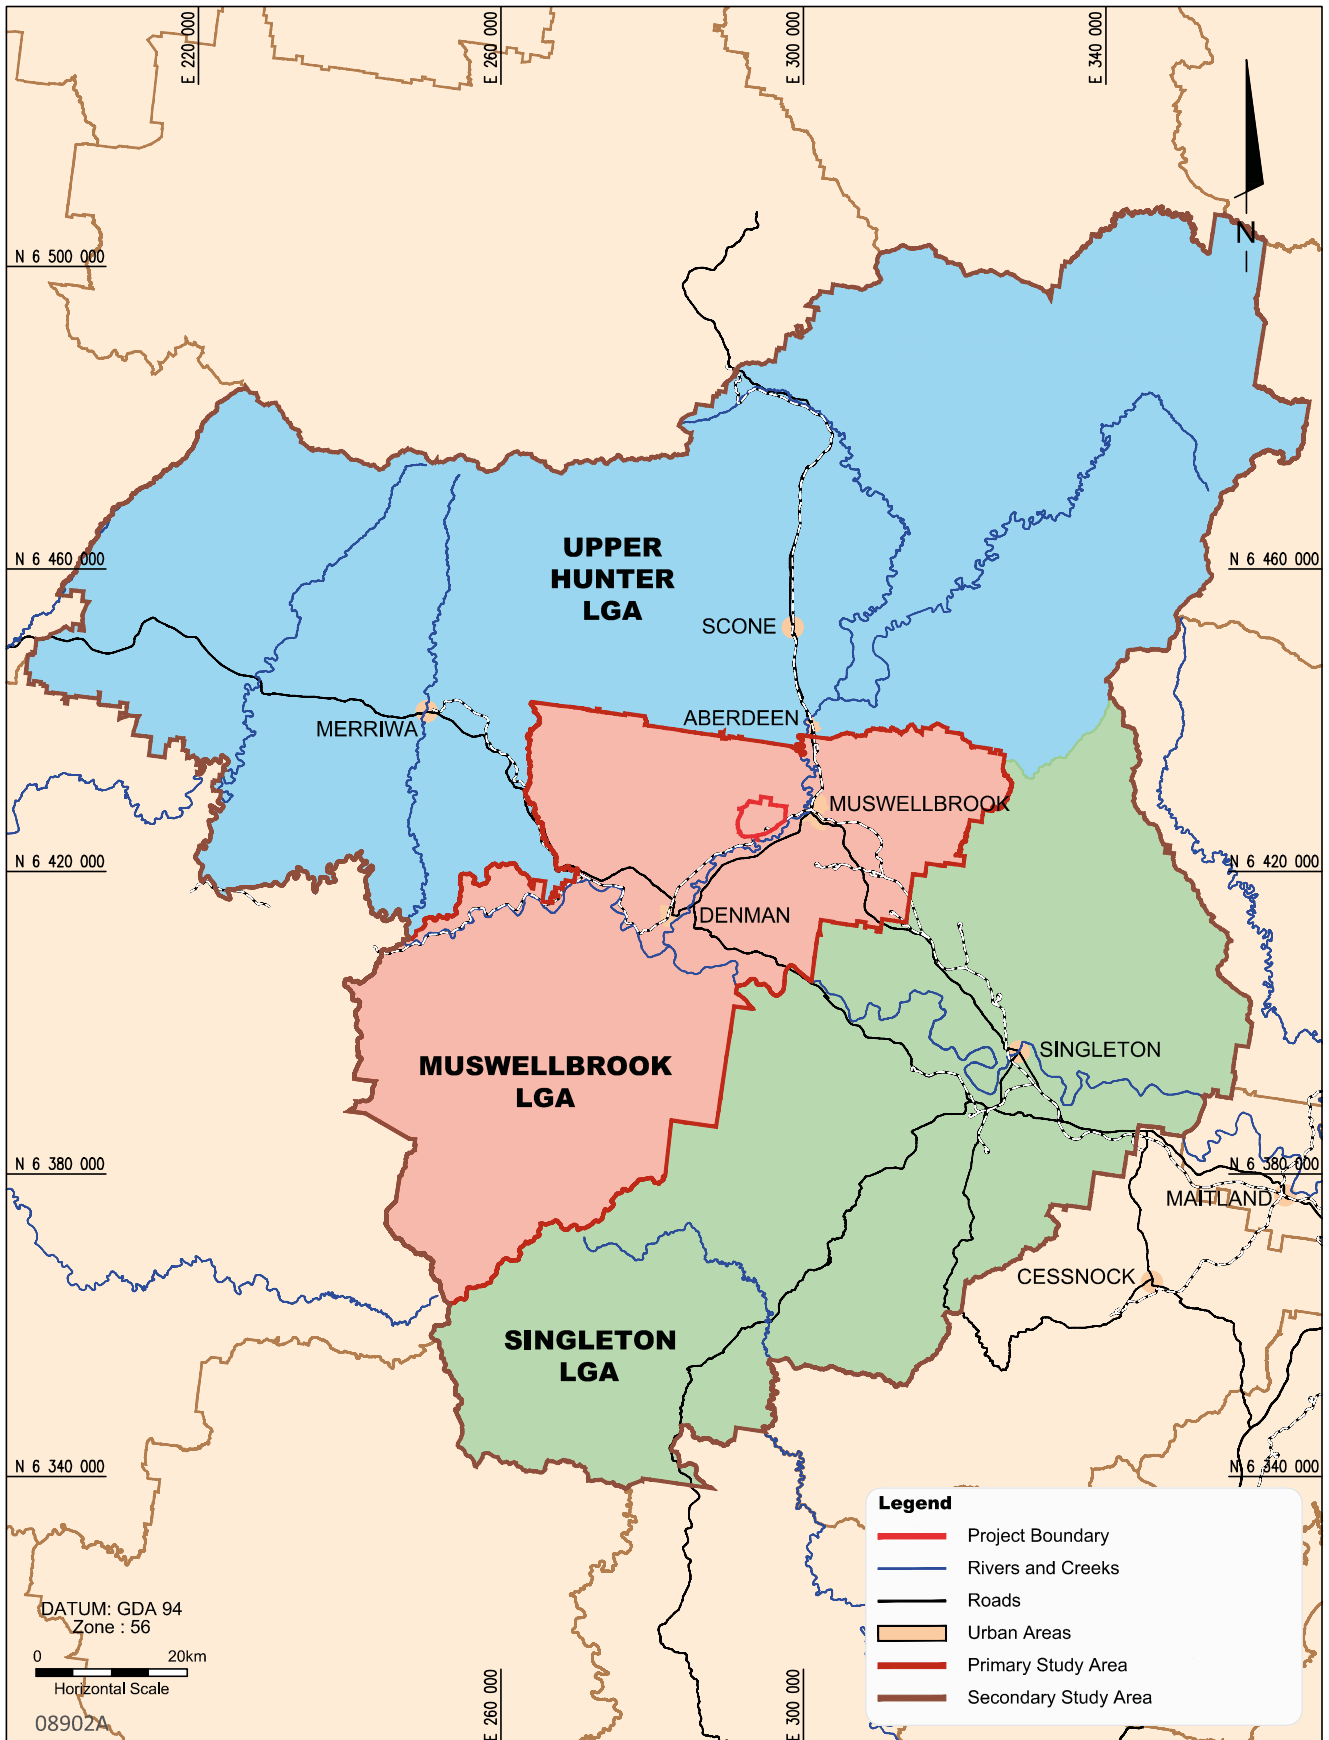 E 220 000
E 260 000
E 300 000
E 340 000
N
N 6 500 000
UPPER
HUNTER
LGA
N 6 460 000
N 6 460 000
SCONE
ABERDEEN
MERRIWA
MUSWELLBROOK
N 6 420 000
N 6 420 000
DENMAN
SINGLETON
MUSWELLBROOK
LGA
N 6 380 000
N 6 380 000
MAITLAND
CESSNOCK
SINGLETON
LGA
N 6 340 000
N 6 340 000
Legend
Project Boundary
Rivers and Creeks
Roads
Urban Areas
Primary Study Area
Secondary Study Area
DATUM: GDA 94
Zone : 56
0 20km
Horizontal Scale
08902A
E 260 000
E 300 000